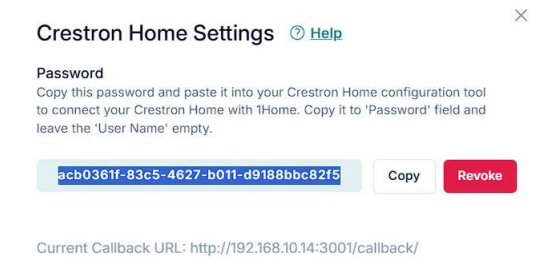 Crestron Home Settings Help
Password
Copy this password and paste it into your Crestron Home configuration tool
to connect your Crestron Home with 1Home. Copy it to 'Password' field and
leave the 'User Name' empty.
acb0361f-83c5-4627-b011-d9188bbc82f5 Copy Revoke
Current Callback URL: http://192.168.10.14:3001/callback/